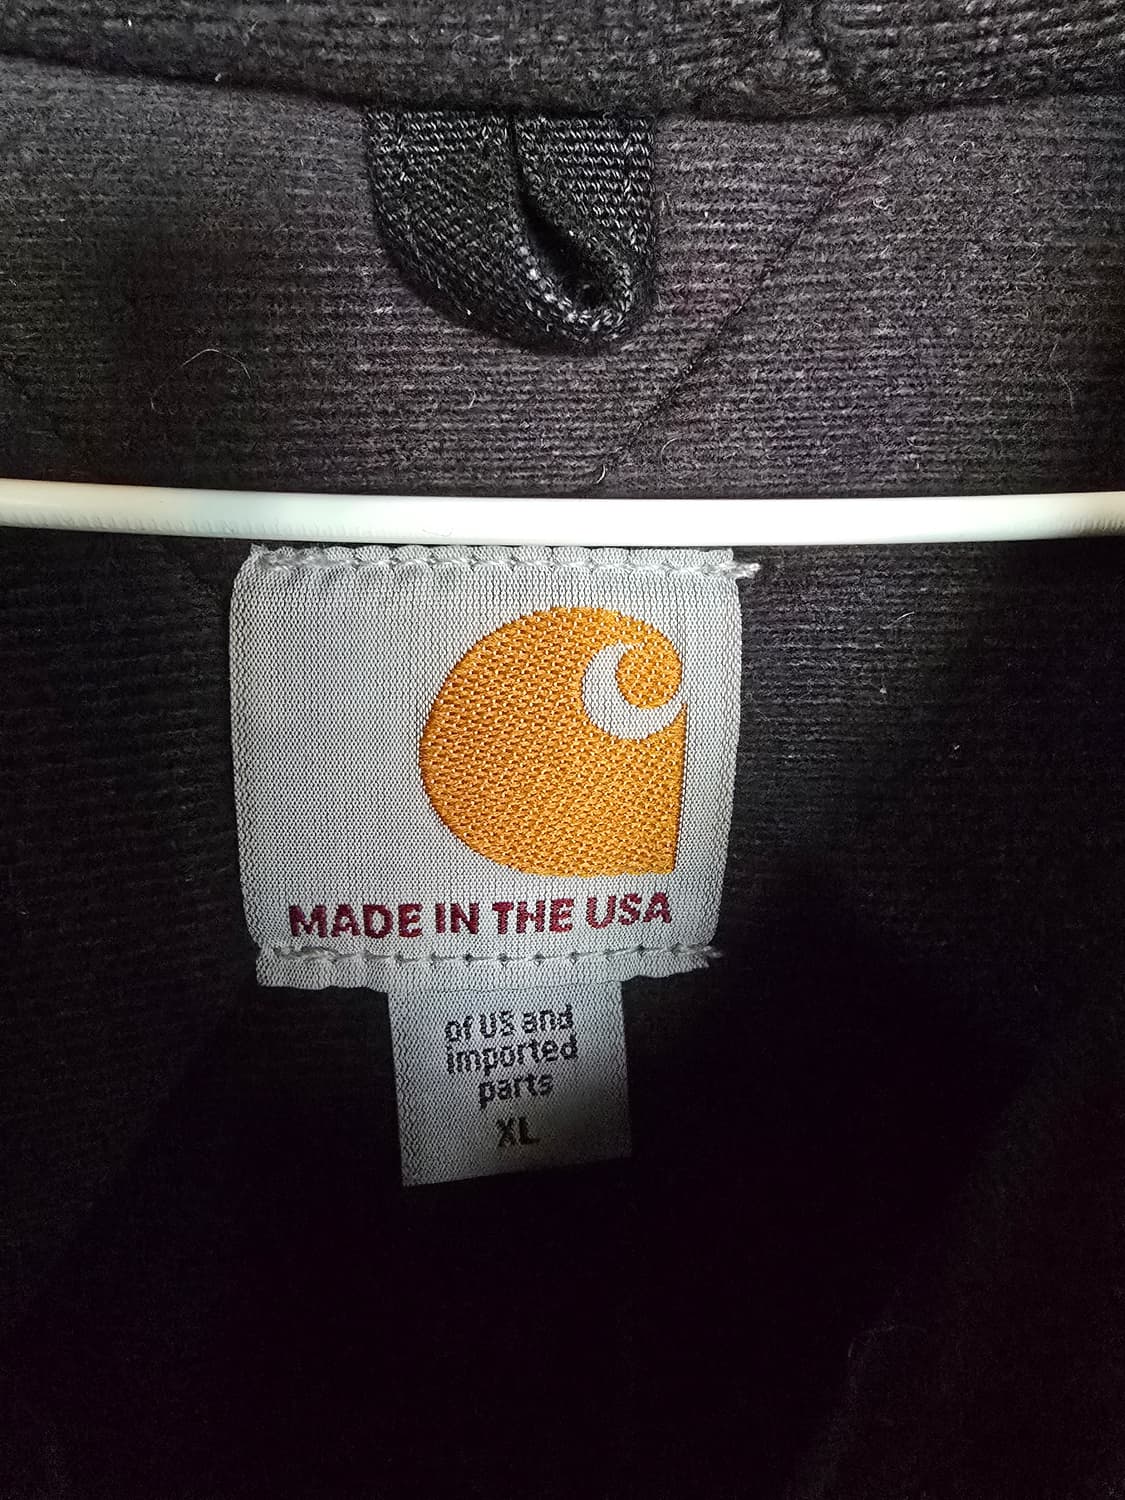 MADE IN THE USA
of US and
imported
parts
XL